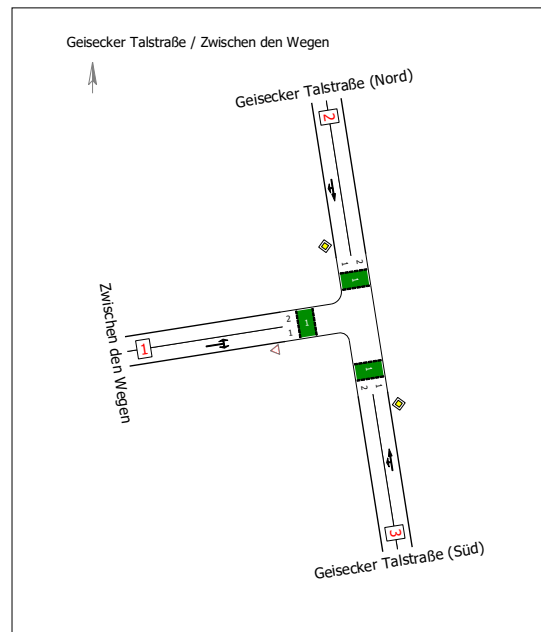 Geisecker Talstraße / Zwischen den Wegen
Geisecker Talstraße (Nord)
2
1 2
1
Zwischen den Wegen
1
2
1
1
1
2 1
3
Geisecker Talstraße (Süd)